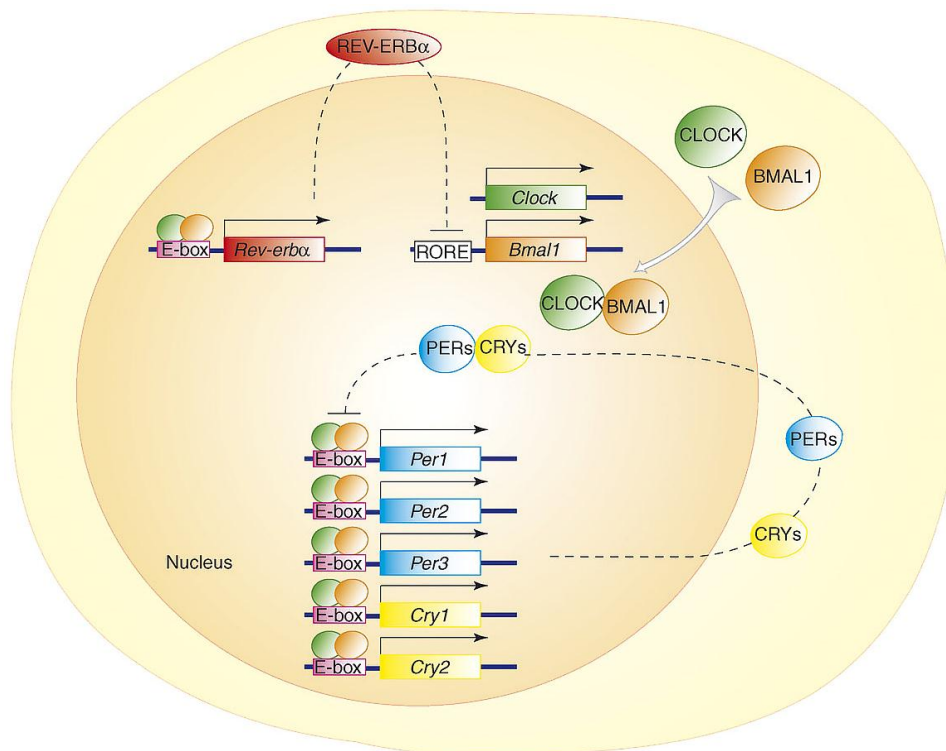 REV-ERBα
CLOCK
BMAL1
Clock
E-box
Rev-erbα
RORE
Bmal1
CLOCK
BMAL1
PERs
CRYs
PERs
E-box
Per1
E-box
Per2
CRYs
Nucleus
E-box
Per3
E-box
Cry1
E-box
Cry2